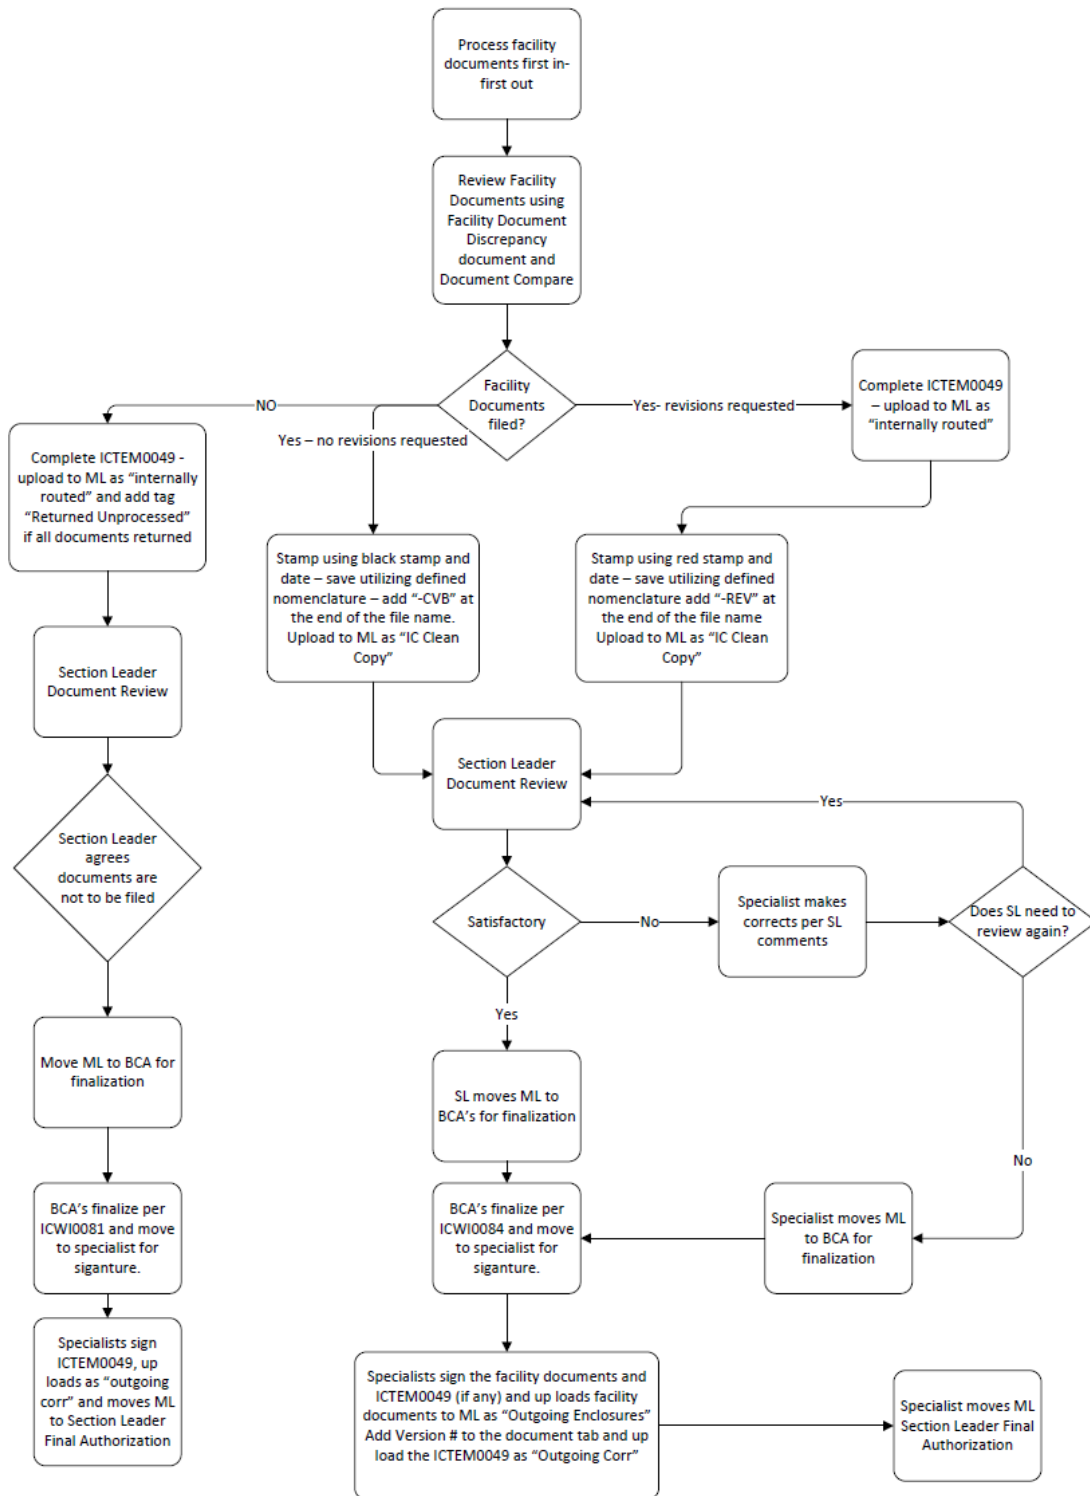 Process facility
documents first in-
first out
Review Facility
Documents using
Facility Document
Discrepancy
document and
Document Compare
Facility
Documents
filed?
NO
Yes – no revisions requested
Yes- revisions requested
Complete ICTEM0049
– upload to ML as
“internally routed”
Complete ICTEM0049 -
upload to ML as “internally
routed” and add tag
“Returned Unprocessed”
if all documents returned
Stamp using black stamp and
date – save utilizing defined
nomenclature – add “-CVB” at
the end of the file name.
Upload to ML as “IC Clean
Copy”
Stamp using red stamp and
date – save utilizing defined
nomenclature add “-REV” at
the end of the file name
Upload to ML as “IC Clean
Copy”
Section Leader
Document Review
Section Leader
Document Review
Yes
Section Leader
agrees
documents are
not to be filed
Satisfactory
No
Specialist makes
corrects per SL
comments
Does SL need to
review again?
Yes
No
Move ML to BCA for
finalization
SL moves ML to
BCA’s for finalization
BCA’s finalize per
ICWI0081 and move
to specialist for
siganture.
BCA’s finalize per
ICWI0084 and move
to specialist for
siganture.
Specialist moves ML
to BCA for
finalization
Specialists sign
ICTEM0049, up
loads as “outgoing
corr” and moves ML
to Section Leader
Final Authorization
Specialists sign the facility documents and
ICTEM0049 (if any) and up loads facility
documents to ML as “Outgoing Enclosures”
Add Version # to the document tab and up
load the ICTEM0049 as “Outgoing Corr”
Specialist moves ML
Section Leader Final
Authorization